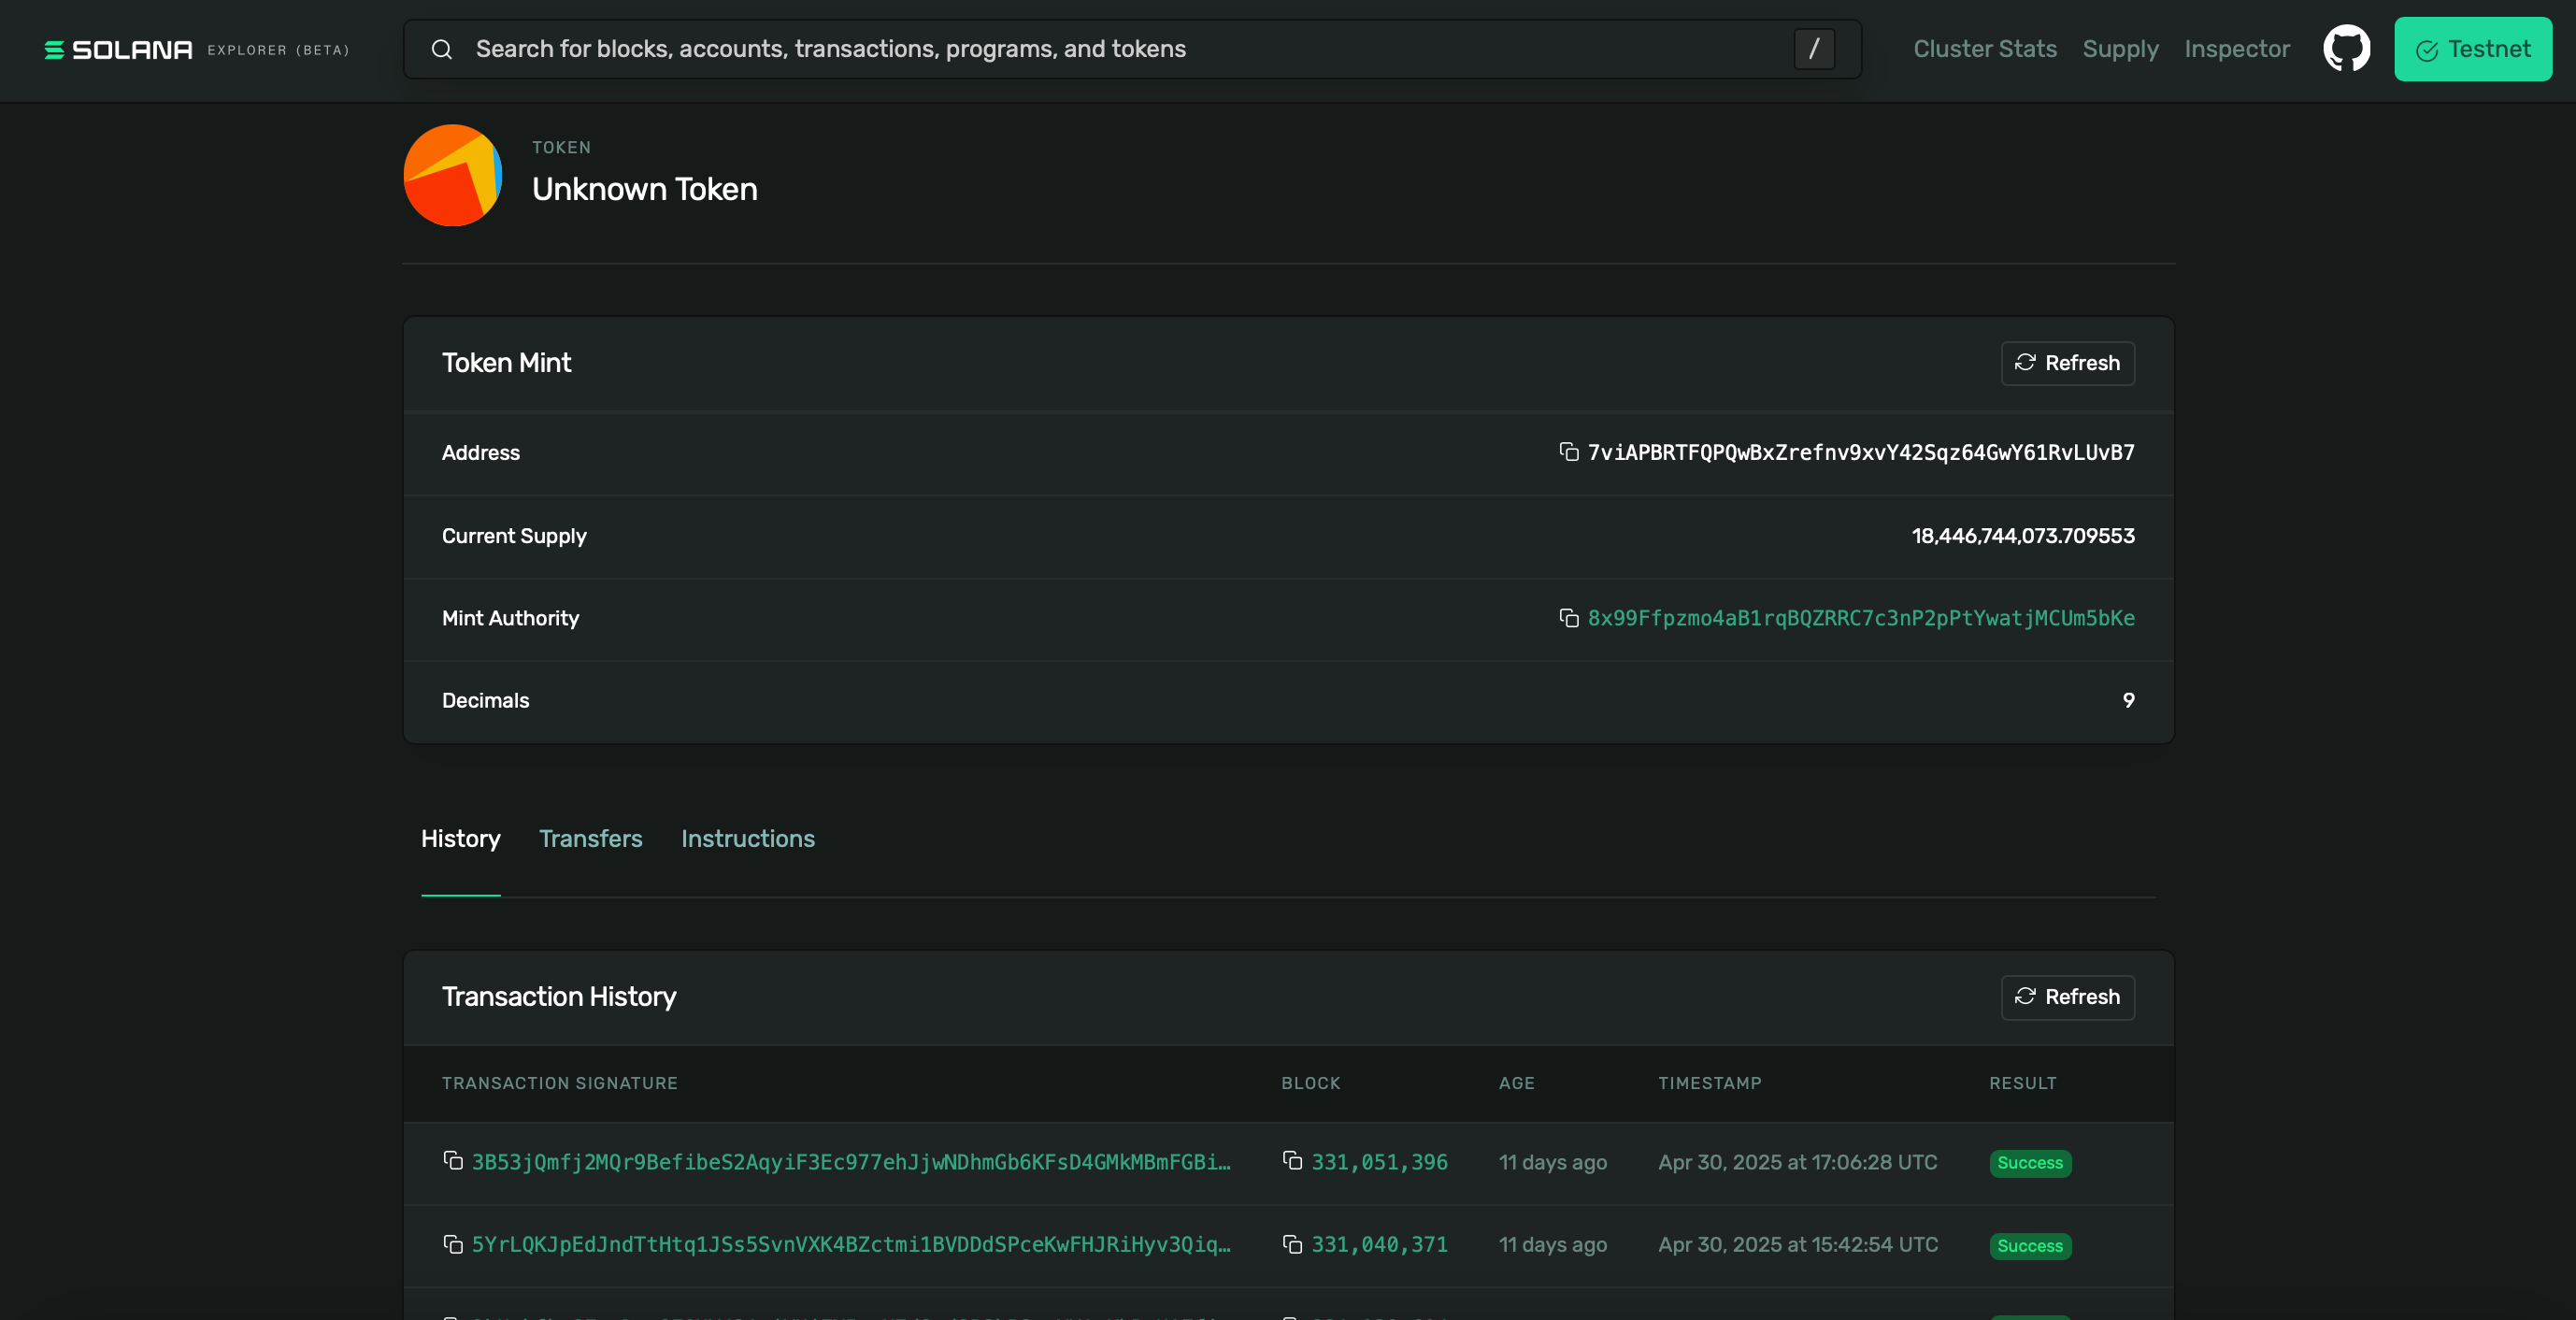 SOLANA EXPLORER (BETA)
Search for blocks, accounts, transactions, programs, and tokens
/
Cluster Stats Supply Inspector
Testnet
TOKEN
Unknown Token
Token Mint
Refresh
Address 7viAPBRTFQPQwBxZrefnv9xvY42Sqz64GwY61RvLUvB7
Current Supply 18,446,744,073.709553
Mint Authority 8x99Ffpzmo4aB1rqBQZRRC7c3nP2pPtYwatjMCUm5bKe
Decimals 9
History Transfers Instructions
Transaction History
Refresh
TRANSACTION SIGNATURE BLOCK AGE TIMESTAMP RESULT
3B53jQmfj2MQr9BefibeS2AqyiF3Ec977ehJjwNDhmGb6KFsD4GMkMBmFGBi… 331,051,396 11 days ago Apr 30, 2025 at 17:06:28 UTC Success
5YrLQKJpEdJndTtHtq1JSs5SvnVXK4BZctmi1BVDDdSPceKwFHJRiHyv3Qiq… 331,040,371 11 days ago Apr 30, 2025 at 15:42:54 UTC Success